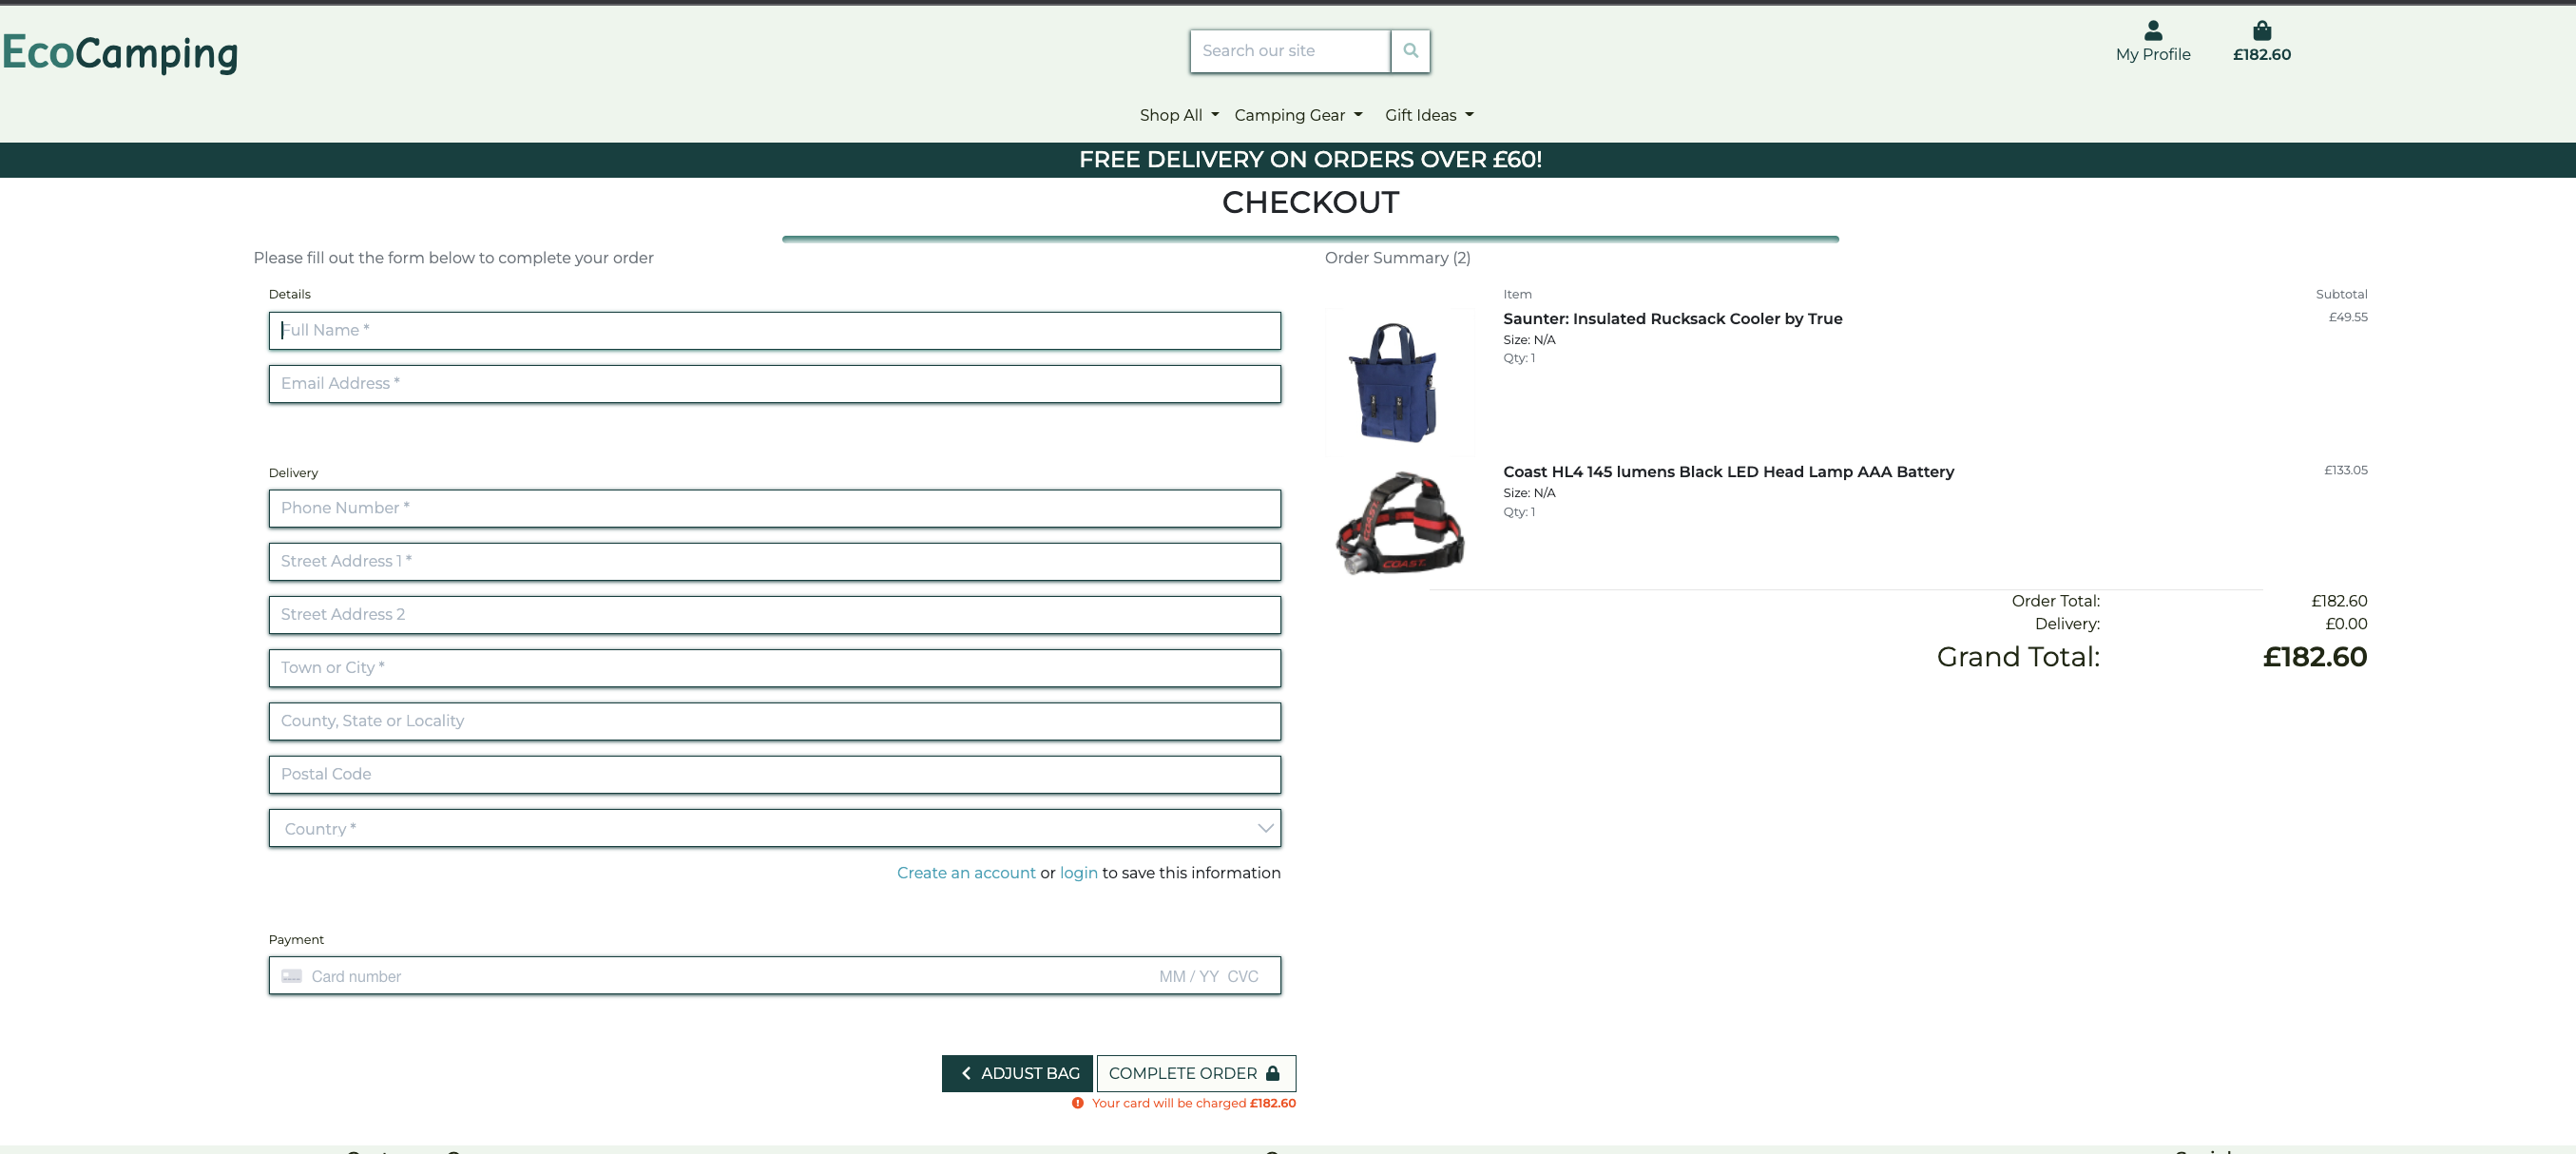 EcoCamping
Search our site
My Profile
£182.60
Shop All
Camping Gear
Gift Ideas
FREE DELIVERY ON ORDERS OVER £60!
CHECKOUT
Please fill out the form below to complete your order
Details
Full Name *
Email Address *
Delivery
Phone Number *
Street Address 1 *
Street Address 2
Town or City *
County, State or Locality
Postal Code
Country *
Create an account or login to save this information
Payment
Card number MM / YY CVC
ADJUST BAG
COMPLETE ORDER
Your card will be charged £182.60
Order Summary (2)
Item Subtotal
Saunter: Insulated Rucksack Cooler by True £49.55
Size: N/A
Qty: 1
Coast HL4 145 lumens Black LED Head Lamp AAA Battery £133.05
Size: N/A
Qty: 1
COAST
COAST
Order Total: £182.60
Delivery: £0.00
Grand Total: £182.60